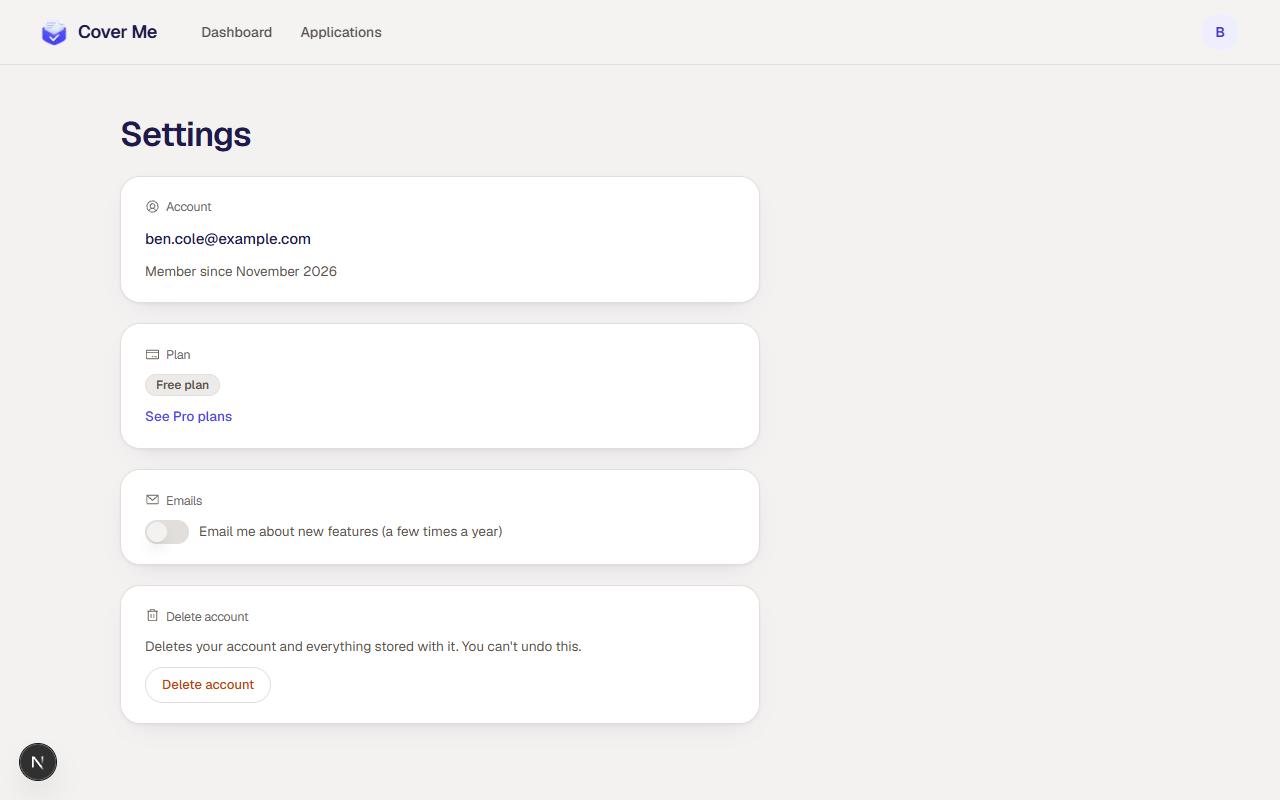 Cover Me
Dashboard
Applications
B
Settings
Account
ben.cole@example.com
Member since November 2026
Plan
Free plan
See Pro plans
Emails
Email me about new features (a few times a year)
Delete account
Deletes your account and everything stored with it. You can't undo this.
Delete account
N